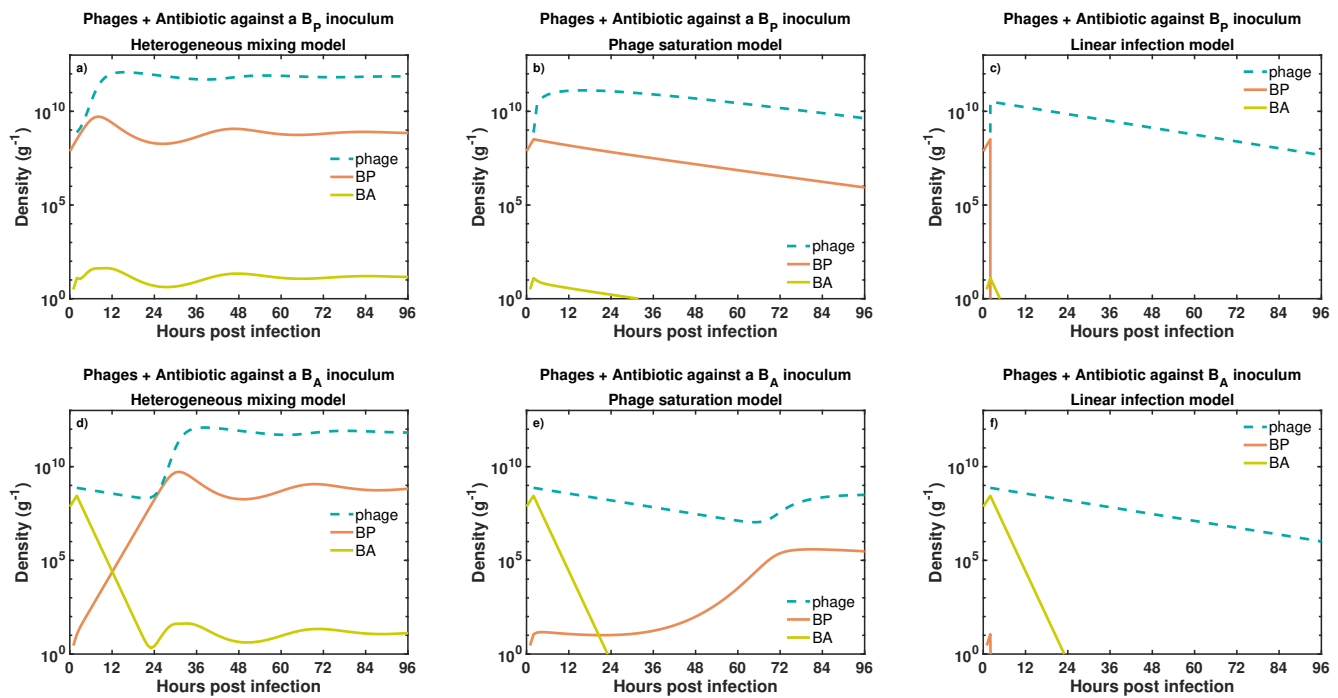 Phages + Antibiotic against a B_P inoculum
Heterogeneous mixing model
a)
10^10
10^5
10^0
Density (g^-1)
phage
BP
BA
0 12 24 36 48 60 72 84 96
Hours post infection
Phages + Antibiotic against a B_P inoculum
Phage saturation model
b)
10^10
10^5
10^0
Density (g^-1)
phage
BP
BA
0 12 24 36 48 60 72 84 96
Hours post infection
Phages + Antibiotic against B_P inoculum
Linear infection model
c)
phage
BP
BA
10^10
10^5
10^0
Density (g^-1)
0 12 24 36 48 60 72 84 96
Hours post infection
Phages + Antibiotic against a B_A inoculum
Heterogeneous mixing model
d)
10^10
10^5
10^0
Density (g^-1)
phage
BP
BA
0 12 24 36 48 60 72 84 96
Hours post infection
Phages + Antibiotic against a B_A inoculum
Phage saturation model
e)
10^10
10^5
10^0
Density (g^-1)
phage
BP
BA
0 12 24 36 48 60 72 84 96
Hours post infection
Phages + Antibiotic against B_A inoculum
Linear infection model
f)
phage
BP
BA
10^10
10^5
10^0
Density (g^-1)
0 12 24 36 48 60 72 84 96
Hours post infection